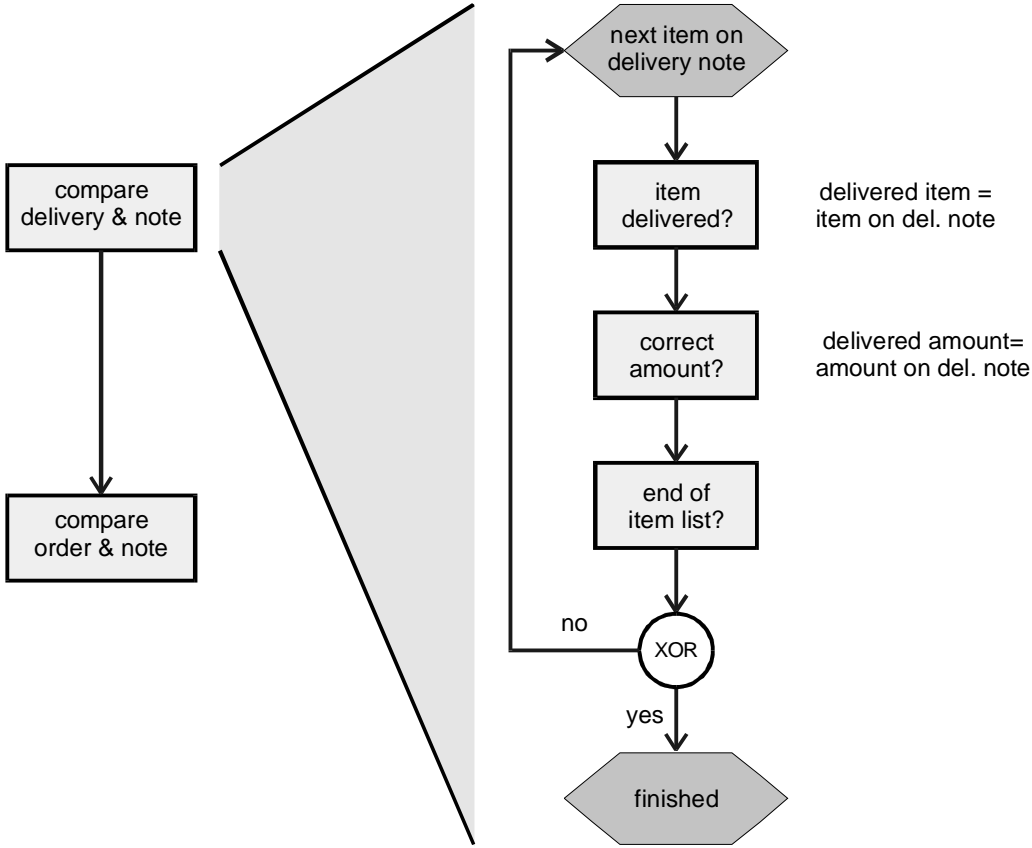 compare
delivery & note
compare
order & note
next item on
delivery note
item
delivered?
delivered item =
item on del. note
correct
amount?
delivered amount=
amount on del. note
end of
item list?
no
XOR
yes
finished